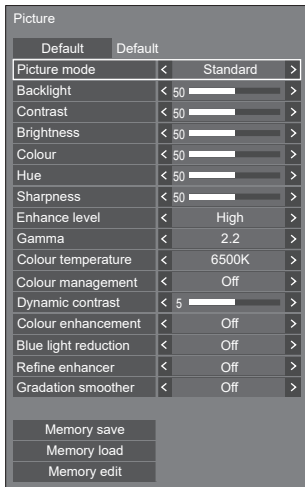 Picture
Default Default
Picture mode < Standard >
Backlight < 50 >
Contrast < 50 >
Brightness < 50 >
Colour < 50 >
Hue < 50 >
Sharpness < 50 >
Enhance level < High >
Gamma < 2.2 >
Colour temperature < 6500K >
Colour management < Off >
Dynamic contrast < 5 >
Colour enhancement < Off >
Blue light reduction < Off >
Refine enhancer < Off >
Gradation smoother < Off >
Memory save
Memory load
Memory edit